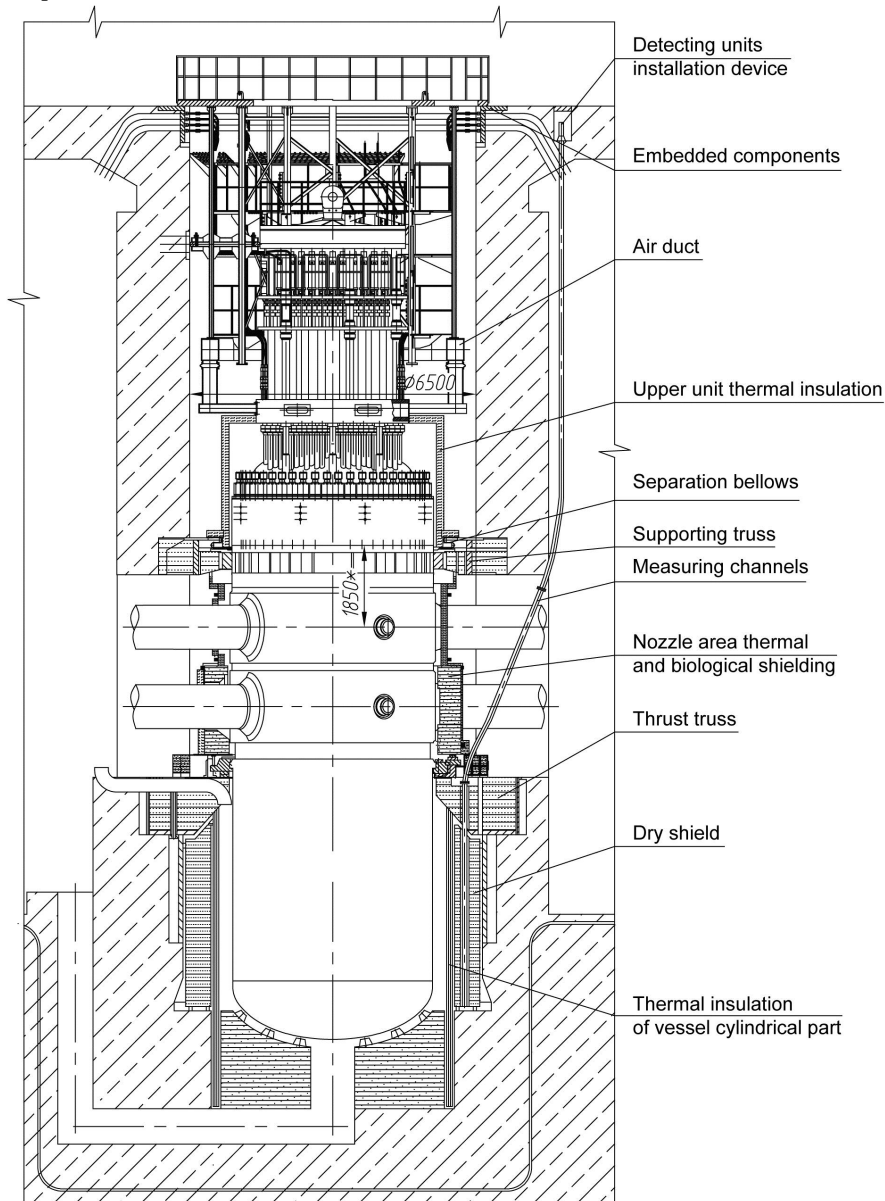 Detecting units
installation device
Embedded components
Air duct
ϕ6500
Upper unit thermal insulation
Separation bellows
Supporting truss
1850*
Measuring channels
Nozzle area thermal
and biological shielding
Thrust truss
Dry shield
Thermal insulation
of vessel cylindrical part